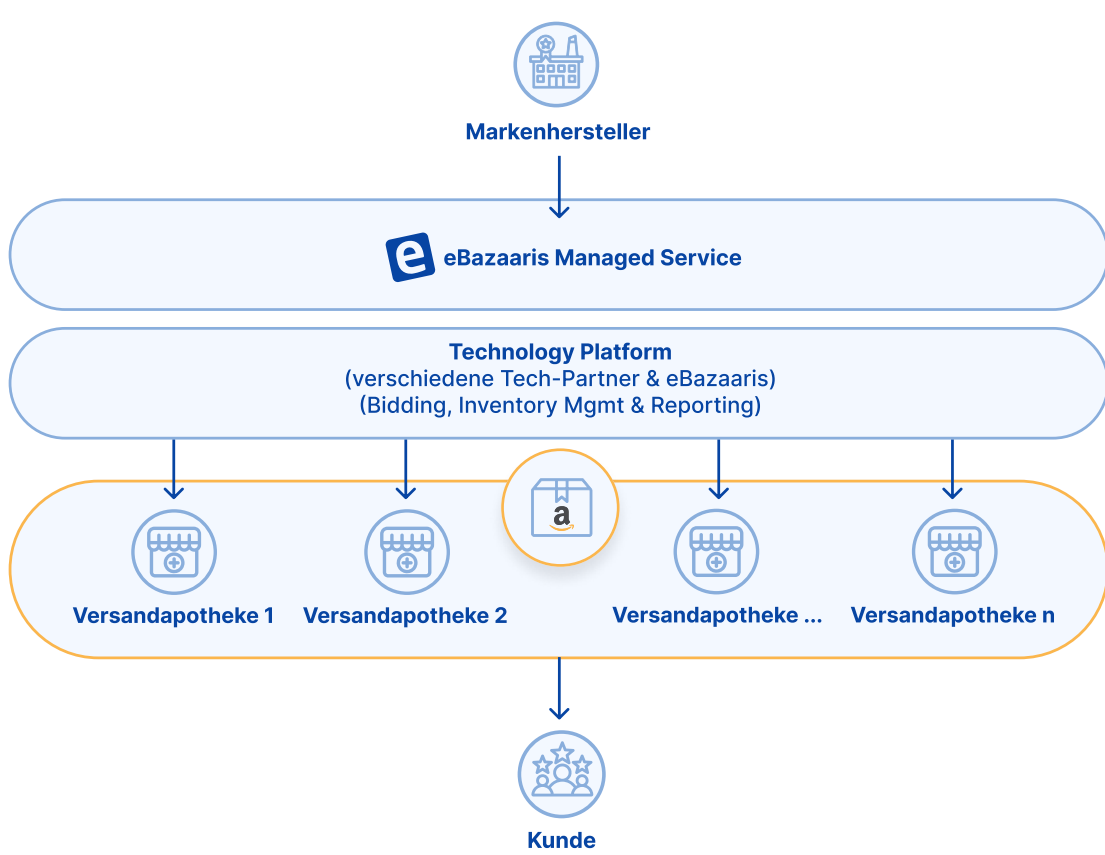 Markenhersteller
e eBazaaris Managed Service
Technology Platform
(verschiedene Tech-Partner & eBazaaris)
(Bidding, Inventory Mgmt & Reporting)
a
Versandapotheke 1
Versandapotheke 2
Versandapotheke ...
Versandapotheke n
Kunde